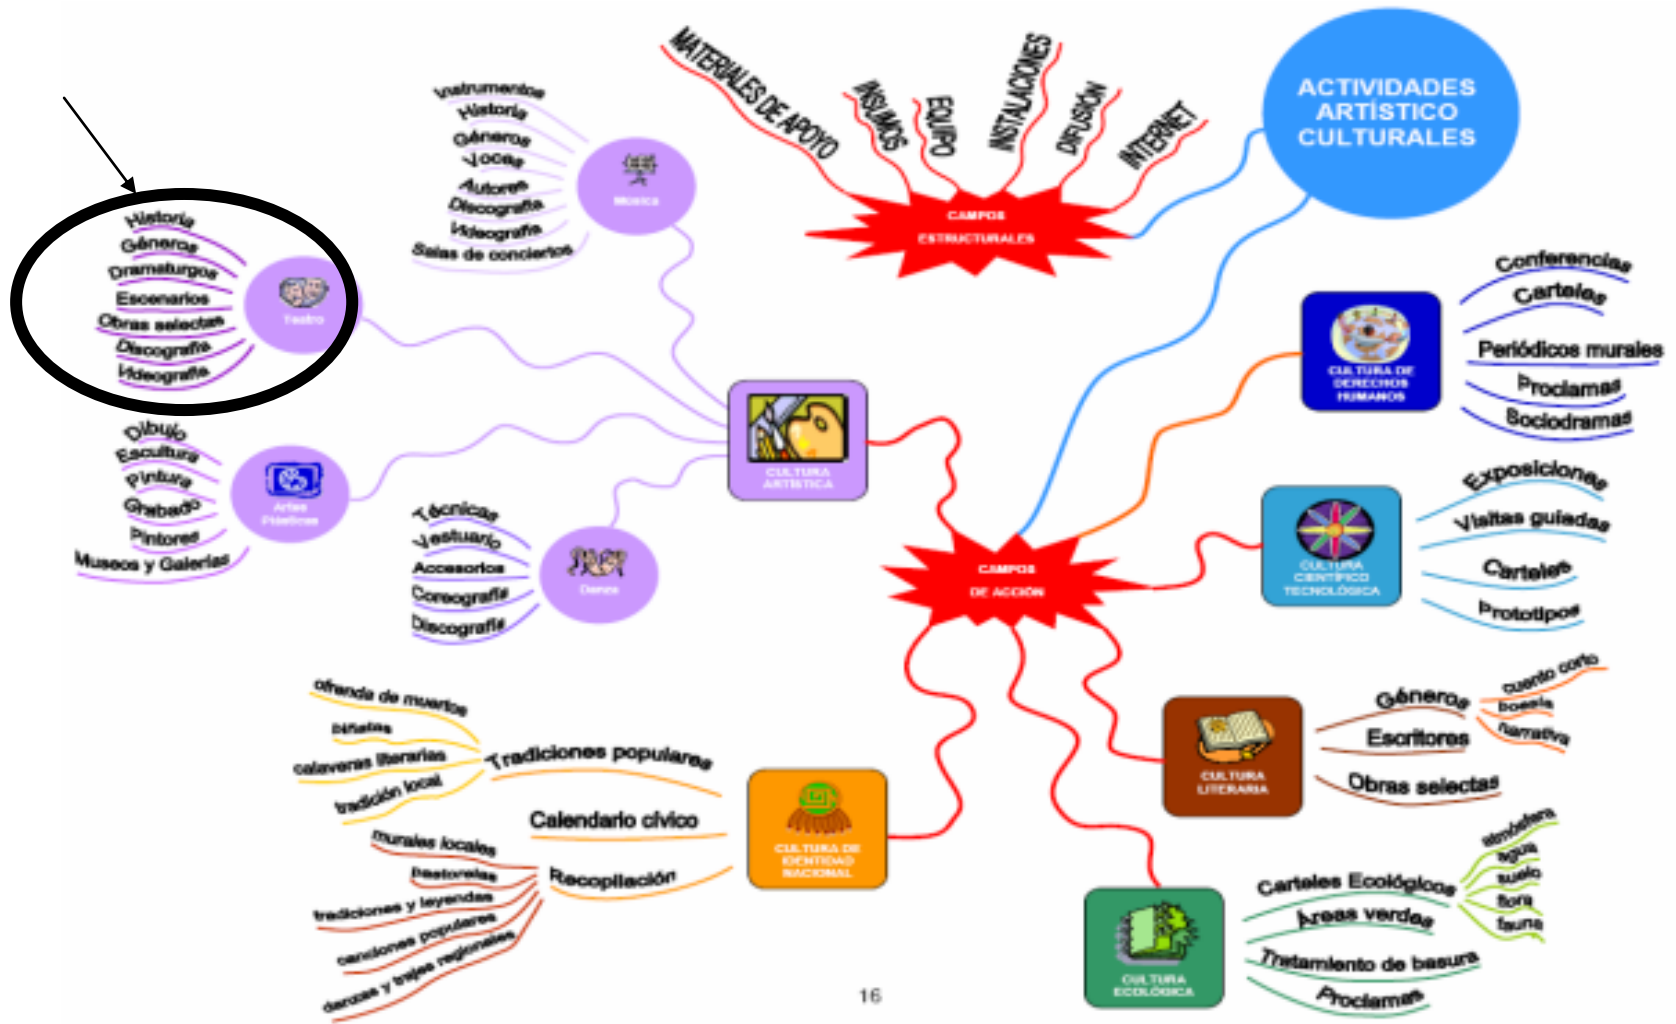 ACTIVIDADES
ARTÍSTICO
CULTURALES
CAMPOS
ESTRUCTURALES
MATERIALES DE APOYO
INSUMOS
EQUIPO
INSTALACIONES
DIFUSIÓN
INTERNET
CAMPOS
DE ACCIÓN
CULTURA
ARTÍSTICA
Música
Instrumentos
Historia
Géneros
Voces
Autores
Discografía
Videografía
Salas de conciertos
Teatro
Historia
Géneros
Dramaturgos
Escenarios
Obras selectas
Discografía
Videografía
Artes
Plásticas
Dibujo
Escultura
Pintura
Grabado
Pintores
Museos y Galerías
Danza
Técnicas
Vestuario
Accesorios
Coreografía
Discografía
CULTURA DE
DERECHOS
HUMANOS
Conferencias
Carteles
Periódicos murales
Proclamas
Sociodramas
CULTURA
CIENTÍFICO
TECNOLÓGICA
Exposiciones
Visitas guiadas
Carteles
Prototipos
CULTURA
LITERARIA
Géneros
cuento corto
poesía
narrativa
Escritores
Obras selectas
CULTURA
ECOLÓGICA
Carteles Ecológicos
atmósfera
agua
suelo
flora
fauna
Áreas verdes
Tratamiento de basura
Proclamas
CULTURA DE
IDENTIDAD
NACIONAL
Tradiciones populares
ofrenda de muertos
piñatas
calaveras literarias
tradición local
Calendario cívico
Recopilación
murales locales
pastorelas
tradiciones y leyendas
canciones populares
danzas y trajes regionales
16